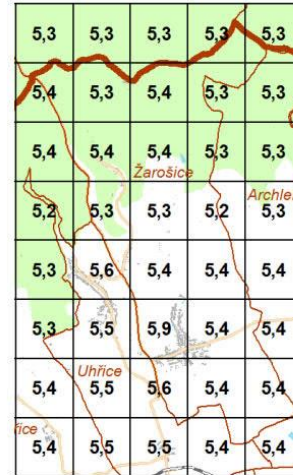 5,3 5,3 5,3 5,3 5,3
5,4 5,3 5,4 5,3 5,3
5,4 5,4 5,4 5,3 5,3
Žarošice
5,2 5,3 5,3 5,2 5,3
Archle
5,3 5,6 5,4 5,4 5,4
5,3 5,5 5,9 5,4 5,4
Uhřice
5,4 5,5 5,6 5,4 5,4
řice
5,4 5,5 5,5 5,4 5,4